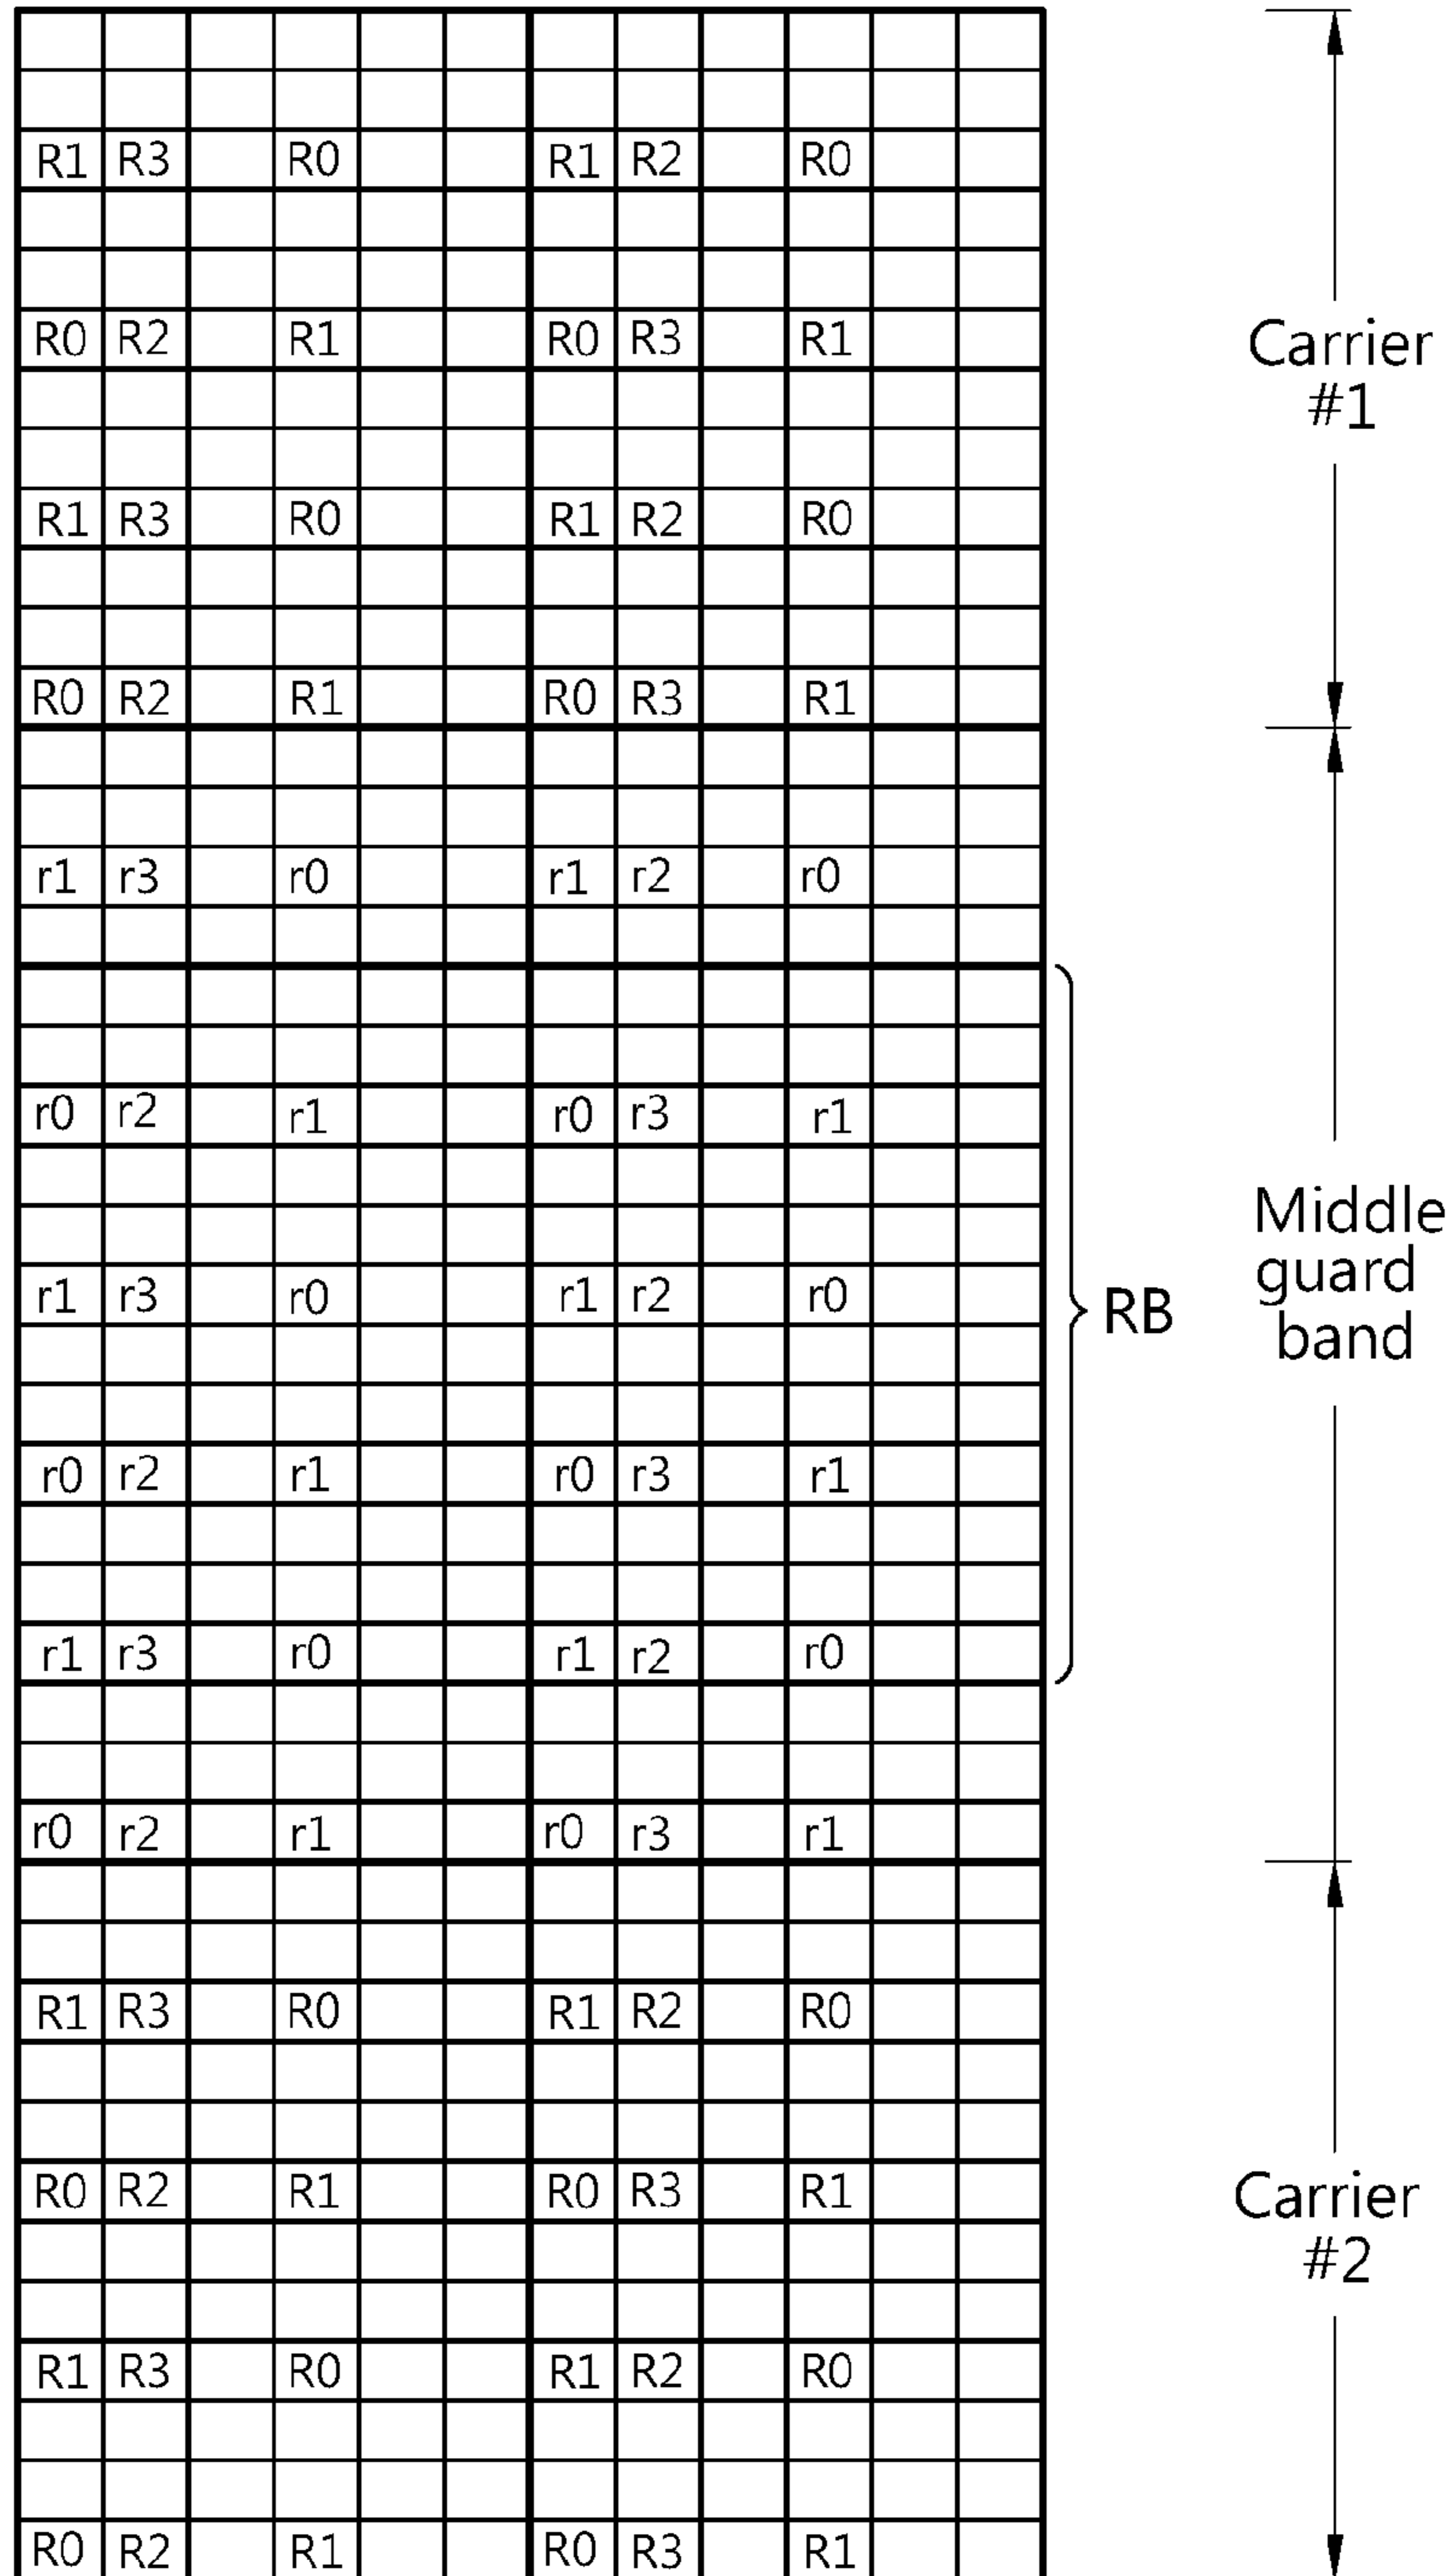 R1 R3 R0 R1 R2 R0
R0 R2 R1 R0 R3 R1
Carrier
#1
R1 R3 R0 R1 R2 R0
R0 R2 R1 R0 R3 R1
r1 r3 r0 r1 r2 r0
r0 r2 r1 r0 r3 r1
r1 r3 r0 r1 r2 r0
RB
Middle
guard
band
r0 r2 r1 r0 r3 r1
r1 r3 r0 r1 r2 r0
r0 r2 r1 r0 r3 r1
R1 R3 R0 R1 R2 R0
R0 R2 R1 R0 R3 R1
Carrier
#2
R1 R3 R0 R1 R2 R0
R0 R2 R1 R0 R3 R1